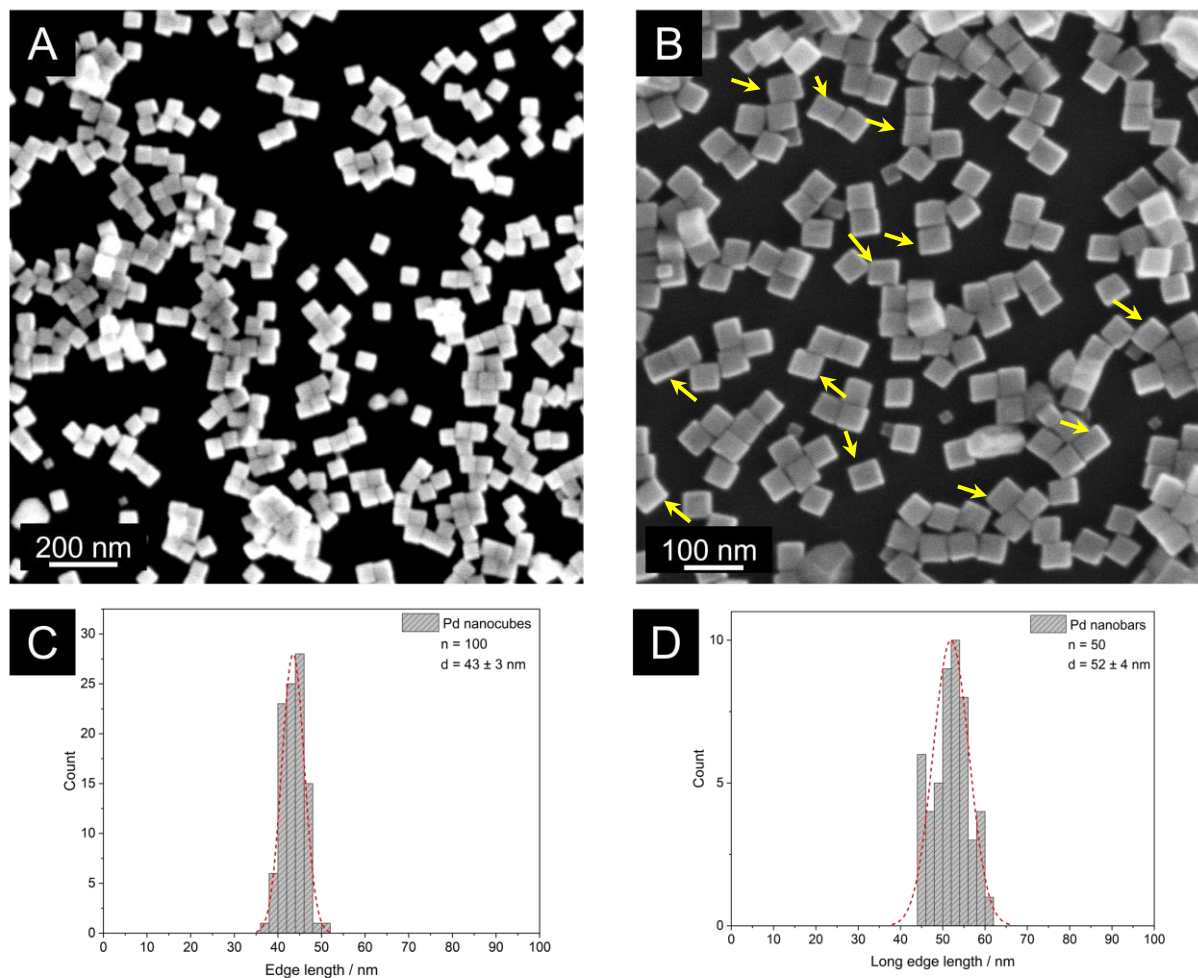 A
200 nm
B
100 nm
C
Pd nanocubes
n = 100
d = 43 ± 3 nm
30
25
20
15
10
5
0
Count
0 10 20 30 40 50 60 70 80 90 100
Edge length / nm
D
Pd nanobars
n = 50
d = 52 ± 4 nm
10
5
0
Count
0 10 20 30 40 50 60 70 80 90 100
Long edge length / nm